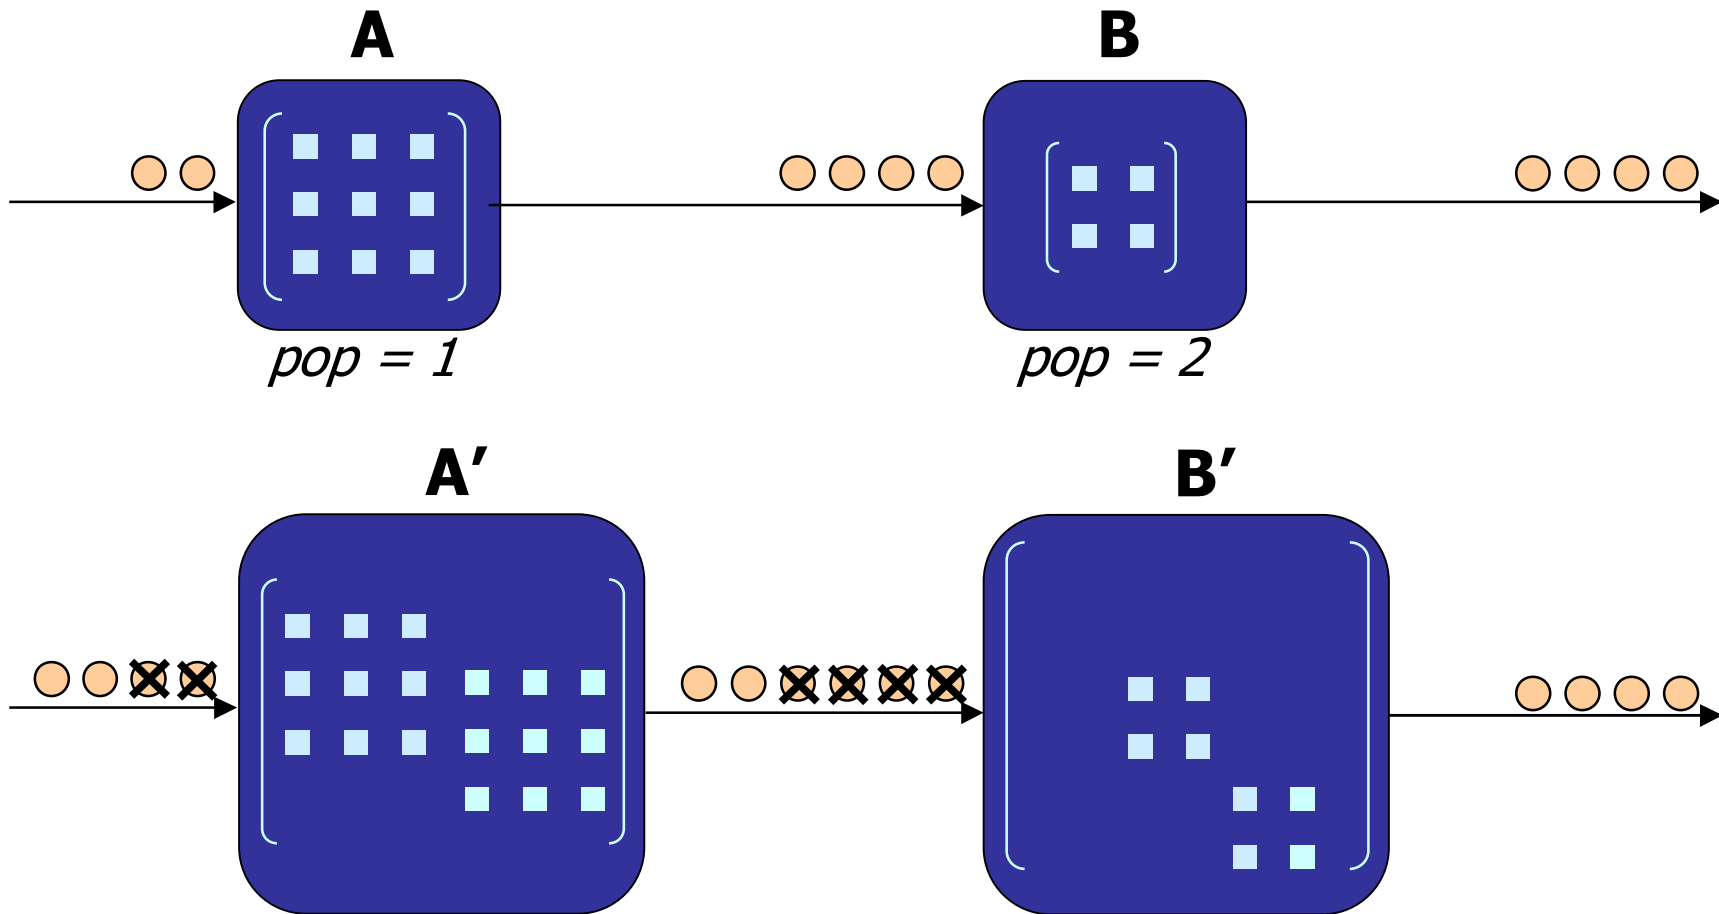 A
B
pop = 1
pop = 2
A’
B’